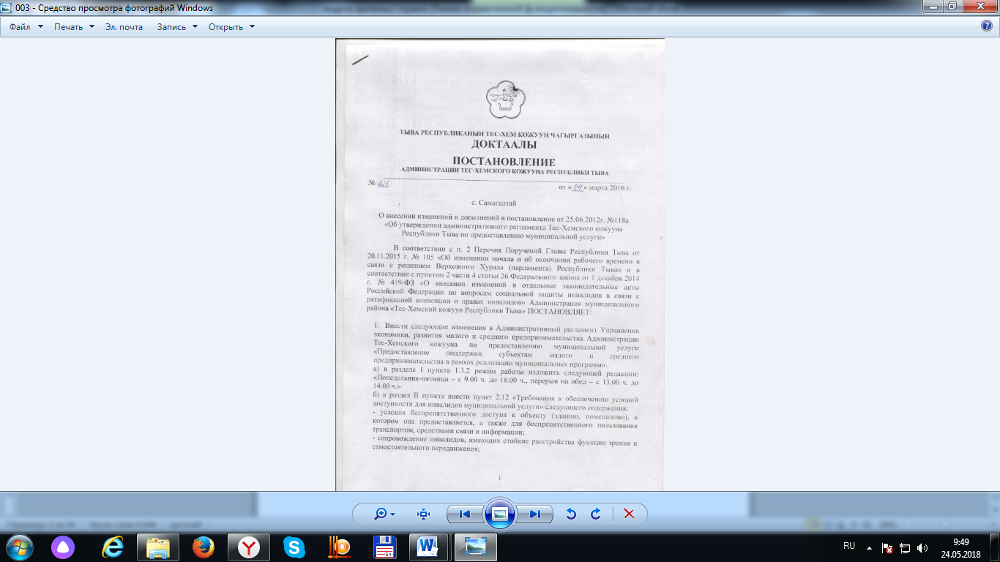 003 - Средство просмотра фотографий Windows
Файл Печать Эл. почта Запись Открыть
ТЫВА РЕСПУБЛИКАНЫН ТЕС-ХЕМ КОЖУУН ЧАГЫРГАЗЫНЫН
ДОКТААЛЫ
ПОСТАНОВЛЕНИЕ
АДМИНИСТРАЦИИ ТЕС-ХЕМСКОГО КОЖУУНА РЕСПУБЛИКИ ТЫВА
№ 215 от «04» марта 2016 г.
с. Самагалтай
О внесении изменений и дополнений в постановление от 25.06.2012г. №118а
«Об утверждении административного регламента Тес-Хемского кожууна
Республики Тыва по предоставлению муниципальной услуги»
В соответствии с п. 2 Перечня Поручений Главы Республики Тыва от
20.11.2015 г. № 105 «Об изменении начала и об окончании рабочего времени в
связи с решением Верховного Хурала (парламента) Республики Тыва» и в
соответствии с пунктом 2 части 4 статьи 26 Федерального закона от 1 декабря 2014
г. № 419-ФЗ «О внесении изменений в отдельные законодательные акты
Российской Федерации по вопросам социальной защиты инвалидов в связи с
ратификацией конвенции о правах инвалидов» Администрация муниципального
района «Тес-Хемский кожуун Республики Тыва» ПОСТАНОВЛЯЕТ:
1. Внести следующие изменения в Административный регламент Управления
экономики, развития малого и среднего предпринимательства Администрации
Тес-Хемского кожууна по предоставлению муниципальной услуги
«Предоставление поддержки субъектам малого и среднего
предпринимательства в рамках реализации муниципальных программ»:
а) в разделе I пункта 1.3.2 режим работы изложить следующей редакции:
«Понедельник-пятница – с 9.00 ч. до 18.00 ч., перерыв на обед – с 13.00 ч. до
14.00 ч.»
б) в раздел II пункта внести пункт 2.12 «Требования к обеспечению условий
доступности для инвалидов муниципальной услуги» следующего содержания:
- условия беспрепятственного доступа к объекту (зданию, помещению), в
котором она предоставляется, а также для беспрепятственного пользования
транспортом, средствами связи и информации;
- сопровождение инвалидов, имеющих стойкие расстройства функции зрения и
самостоятельного передвижения;
1
RU
9:49
24.05.2018